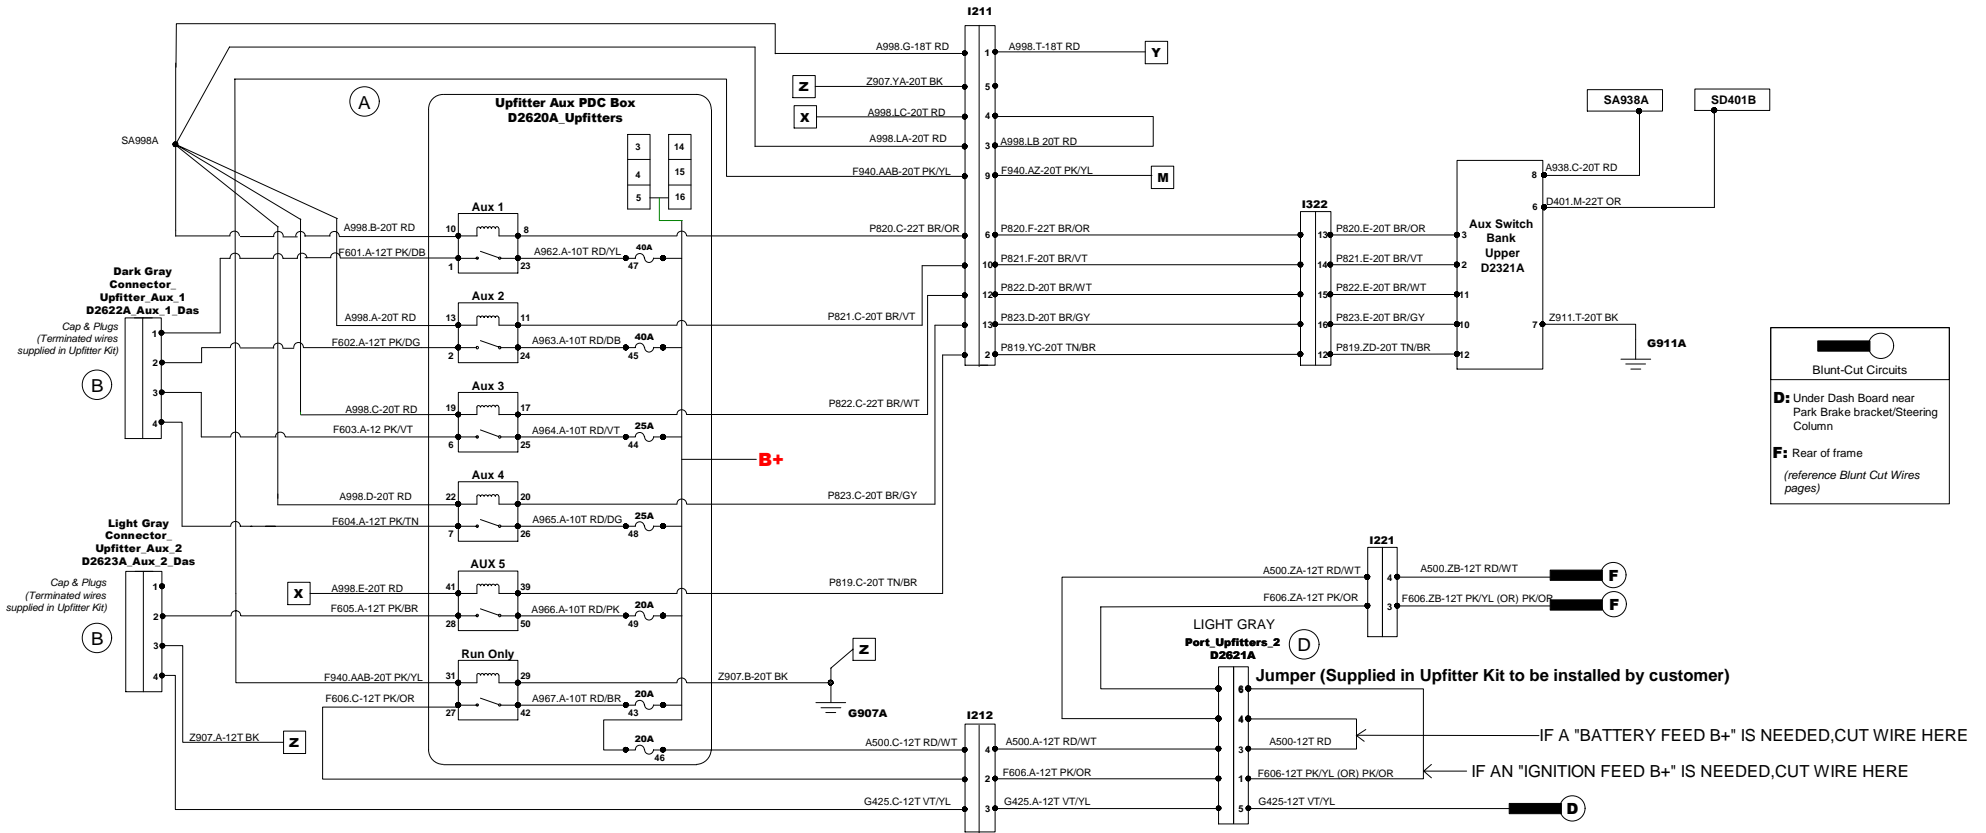 I211
A998.G-18T RD
1
A998.T-18T RD
Y
Z
Z907.YA-20T BK
5
X
A998.LC-20T RD
4
A998.LA-20T RD
3
A998.LB 20T RD
F940.AAB-20T PK/YL
9
F940.AZ-20T PK/YL
M
A
SA998A
Upfitter Aux PDC Box
D2620A_Upfitters
3
14
4
15
5
16
SA938A
SD401B
8
A938.C-20T RD
6
D401.M-22T OR
Aux Switch
Bank
Upper
D2321A
I322
Aux 1
A998.B-20T RD
10
8
P820.C-22T BR/OR
6
P820.F-22T BR/OR
13
P820.E-20T BR/OR
3
F601.A-12T PK/DB
1
23
A962.A-10T RD/YL
40A
47
10
P821.F-20T BR/VT
14
P821.E-20T BR/VT
2
12
P822.D-20T BR/WT
15
P822.E-20T BR/WT
11
Aux 2
A998.A-20T RD
13
11
P821.C-20T BR/VT
13
P823.D-20T BR/GY
16
P823.E-20T BR/GY
10
7
Z911.T-20T BK
G911A
F602.A-12T PK/DG
2
24
A963.A-10T RD/DB
40A
45
2
P819.YC-20T TN/BR
12
P819.ZD-20T TN/BR
12
Dark Gray
Connector_
Upfitter_Aux_1
D2622A_Aux_1_Das
Cap & Plugs
(Terminated wires
supplied in Upfitter Kit)
B
1
2
3
4
Aux 3
A998.C-20T RD
19
17
P822.C-22T BR/WT
F603.A-12 PK/VT
6
25
A964.A-10T RD/VT
25A
44
B+
Aux 4
A998.D-20T RD
22
20
P823.C-20T BR/GY
F604.A-12T PK/TN
7
26
A965.A-10T RD/DG
25A
48
Blunt-Cut Circuits
D: Under Dash Board near
Park Brake bracket/Steering
Column
F: Rear of frame
(reference Blunt Cut Wires
pages)
Light Gray
Connector_
Upfitter_Aux_2
D2623A_Aux_2_Das
Cap & Plugs
(Terminated wires
supplied in Upfitter Kit)
B
1
2
3
4
AUX 5
X
A998.E-20T RD
41
39
P819.C-20T TN/BR
F605.A-12T PK/BR
28
50
A966.A-10T RD/PK
20A
49
I221
A500.ZA-12T RD/WT
4
A500.ZB-12T RD/WT
F
F606.ZA-12T PK/OR
3
F606.ZB-12T PK/YL (OR) PK/OR
F
Run Only
F940.AAB-20T PK/YL
31
29
Z907.B-20T BK
Z
G907A
F606.C-12T PK/OR
27
42
A967.A-10T RD/BR
20A
43
Z907.A-12T BK
Z
20A
46
LIGHT GRAY
Port_Upfitters_2
D2621A
D
Jumper (Supplied in Upfitter Kit to be installed by customer)
6
4
I212
A500.C-12T RD/WT
4
A500.A-12T RD/WT
3
A500-12T RD
IF A "BATTERY FEED B+" IS NEEDED,CUT WIRE HERE
2
F606.A-12T PK/OR
1
F606-12T PK/YL (OR) PK/OR
IF AN "IGNITION FEED B+" IS NEEDED,CUT WIRE HERE
G425.C-12T VT/YL
3
G425.A-12T VT/YL
5
G425-12T VT/YL
D